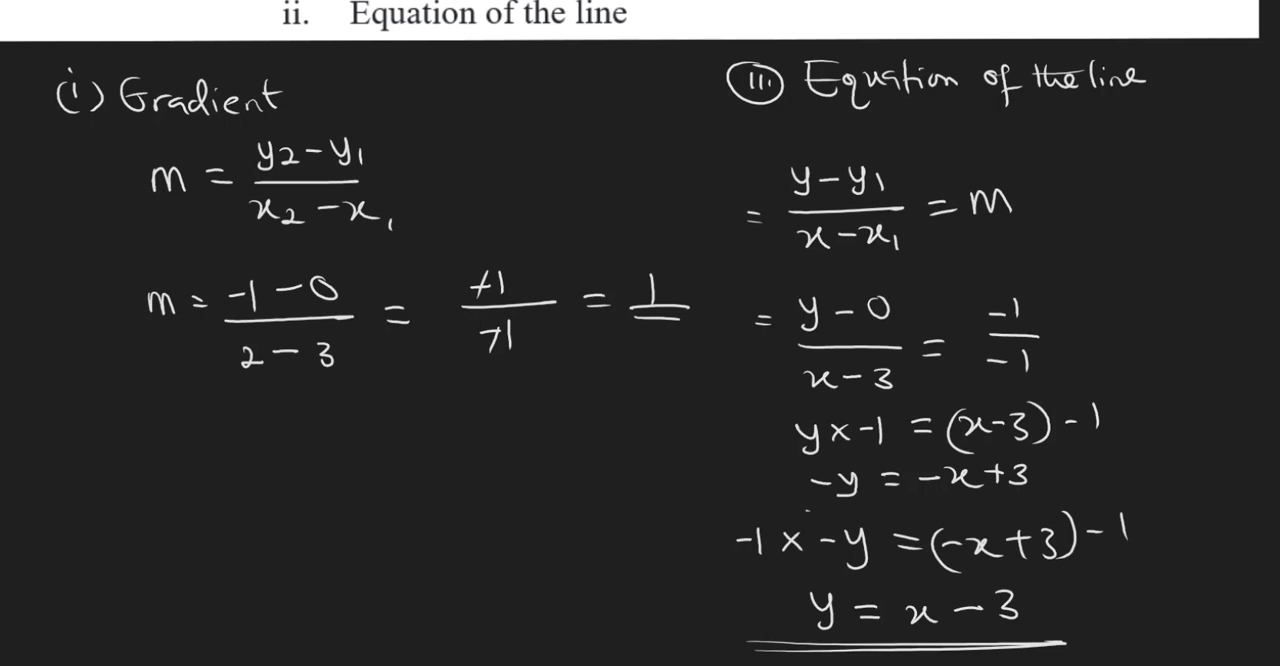 ii. Equation of the line
(i) Gradient
m = (y2 - y1)/(x2 - x1)
m = (-1 - 0)/(2 - 3) = -1/-1 = 1
(ii) Equation of the line
= (y - y1)/(x - x1) = m
= (y - 0)/(x - 3) = -1/-1
y x -1 = (x-3) - 1
-y = -x + 3
-1 x -y = (-x + 3) - 1
y = x - 3